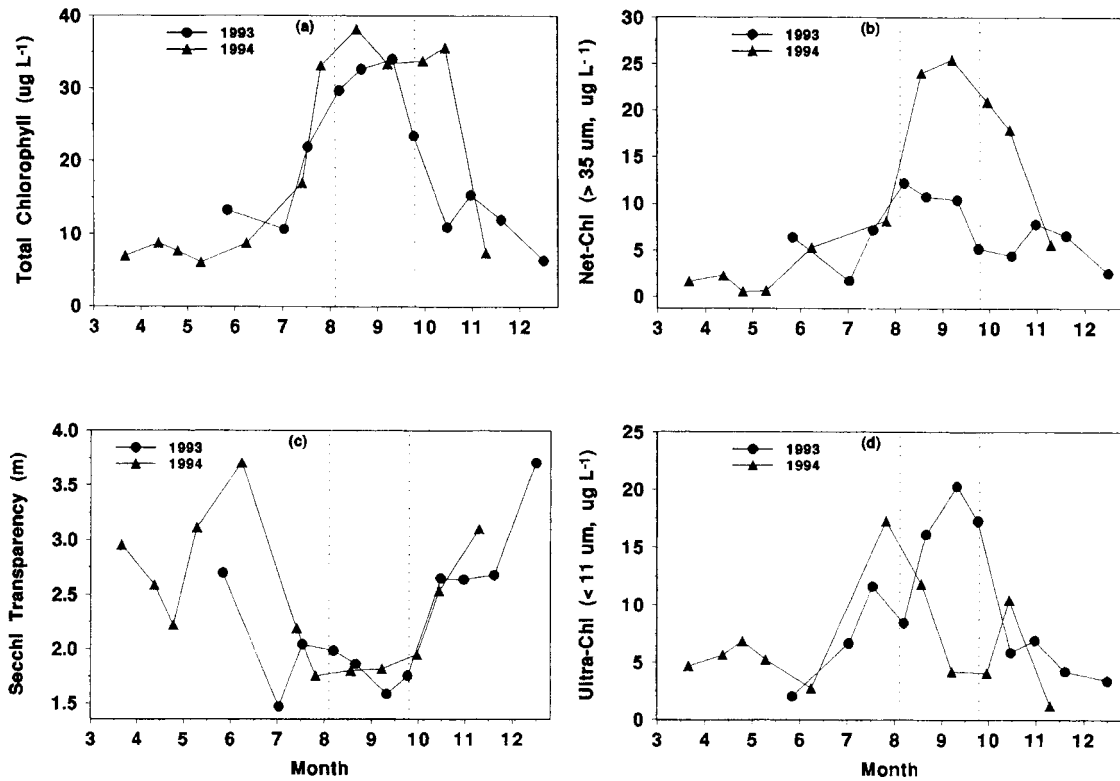 (a)
1993
1994
Total Chlorophyll (ug L-1)
40
30
20
10
0
3 4 5 6 7 8 9 10 11 12
(b)
1993
1994
Net-Chl (> 35 um, ug L-1)
30
25
20
15
10
5
0
3 4 5 6 7 8 9 10 11 12
(c)
1993
1994
Secchi Transparency (m)
4.0
3.5
3.0
2.5
2.0
1.5
3 4 5 6 7 8 9 10 11 12
Month
(d)
1993
1994
Ultra-Chl (< 11 um, ug L-1)
25
20
15
10
5
0
3 4 5 6 7 8 9 10 11 12
Month